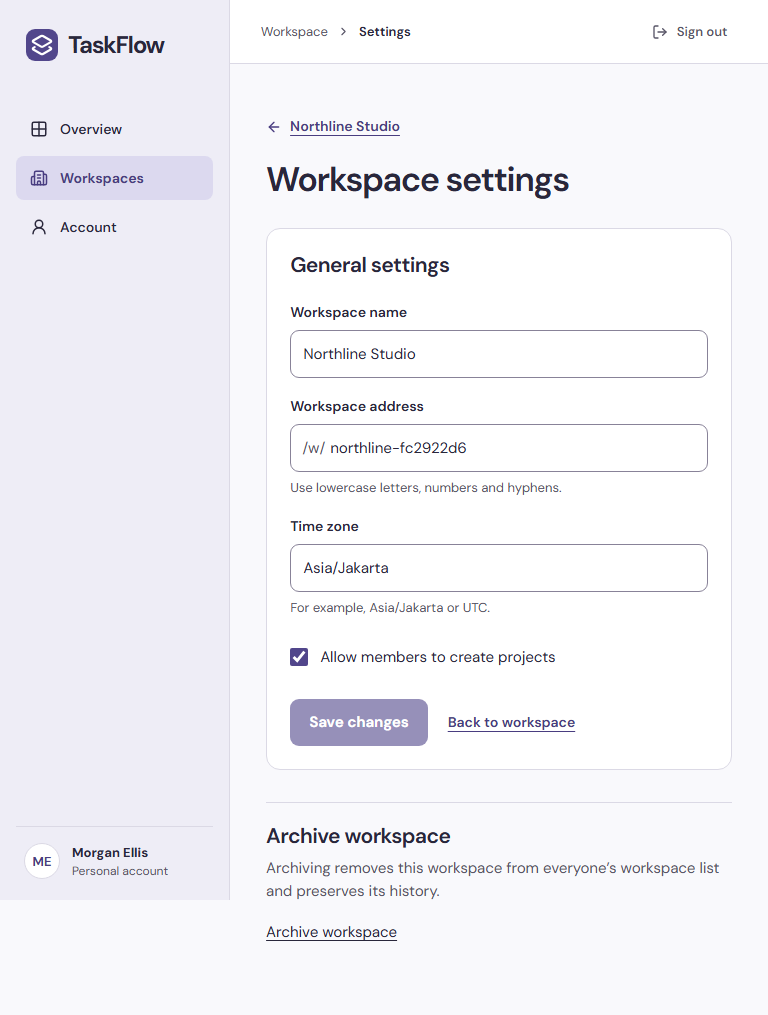 TaskFlow
Overview
Workspaces
Account
ME
Morgan Ellis
Personal account
Workspace > Settings
Sign out
Northline Studio
Workspace settings
General settings
Workspace name
Northline Studio
Workspace address
/w/ northline-fc2922d6
Use lowercase letters, numbers and hyphens.
Time zone
Asia/Jakarta
For example, Asia/Jakarta or UTC.
Allow members to create projects
Save changes
Back to workspace
Archive workspace
Archiving removes this workspace from everyone’s workspace list
and preserves its history.
Archive workspace